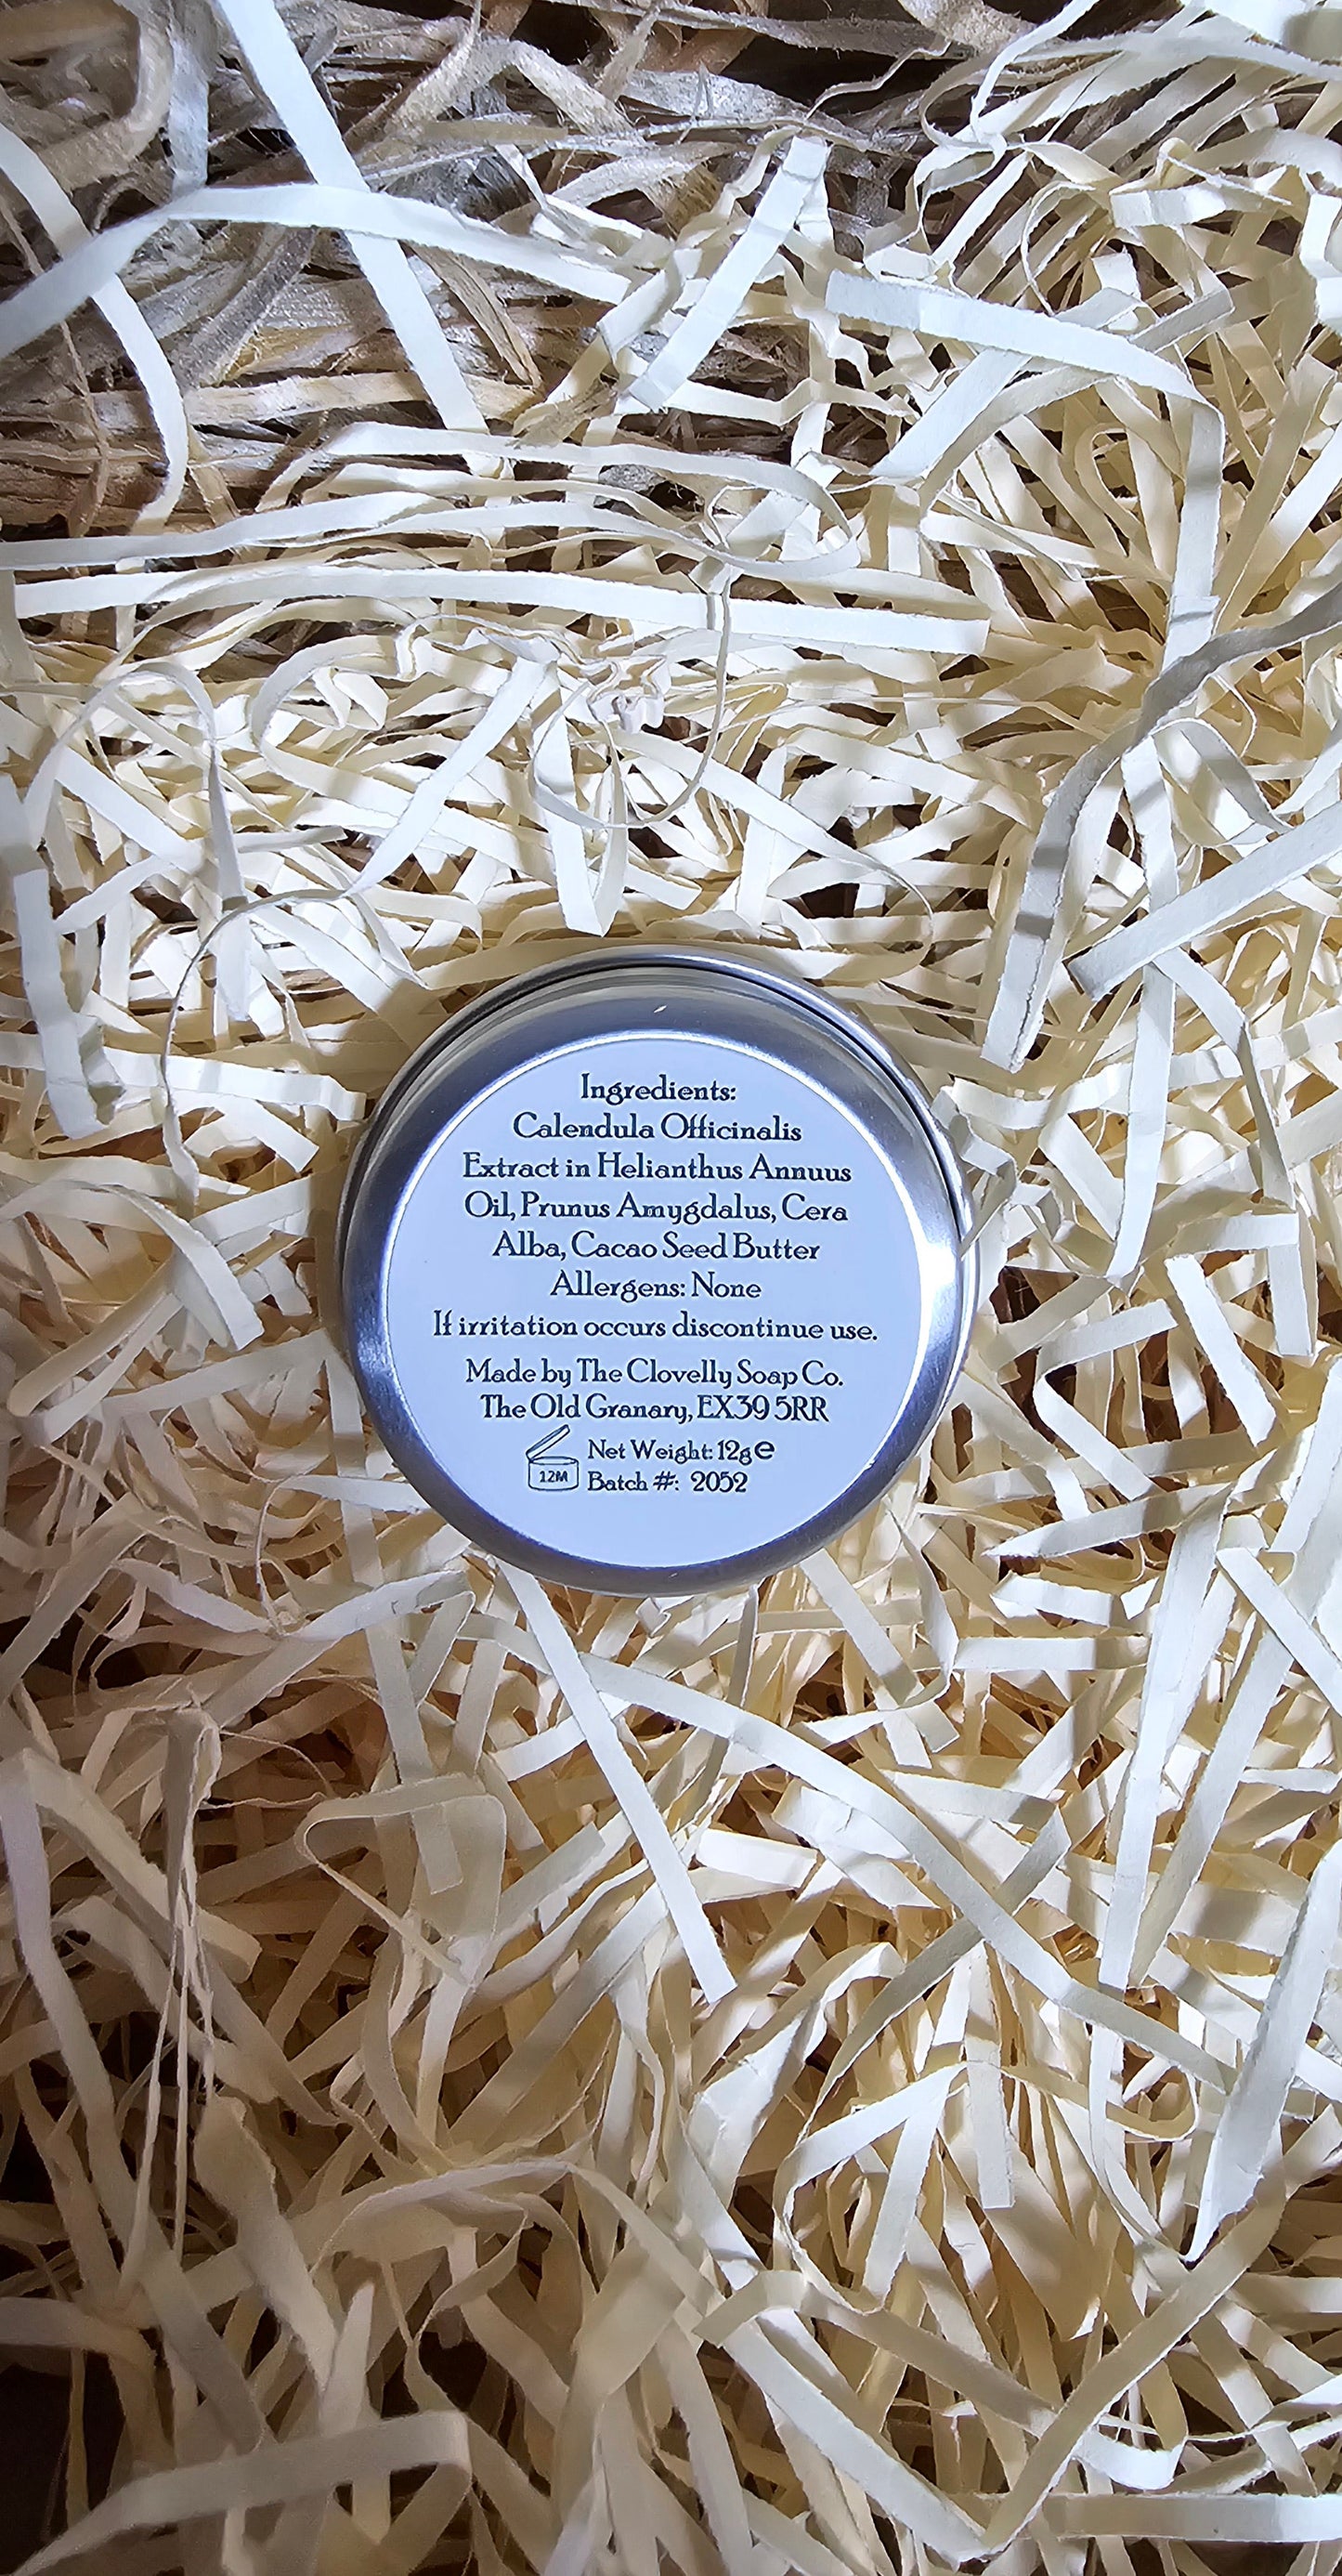 Ingredients:
Calendula Officinalis
Extract in Helianthus Annuus
Oil, Prunus Amygdalus, Cera
Alba, Cacao Seed Butter
Allergens: None
If irritation occurs discontinue use.
Made by The Clovelly Soap Co.
The Old Granary, EX39 5RR
Net Weight: 12g e
12M
Batch #: 2052